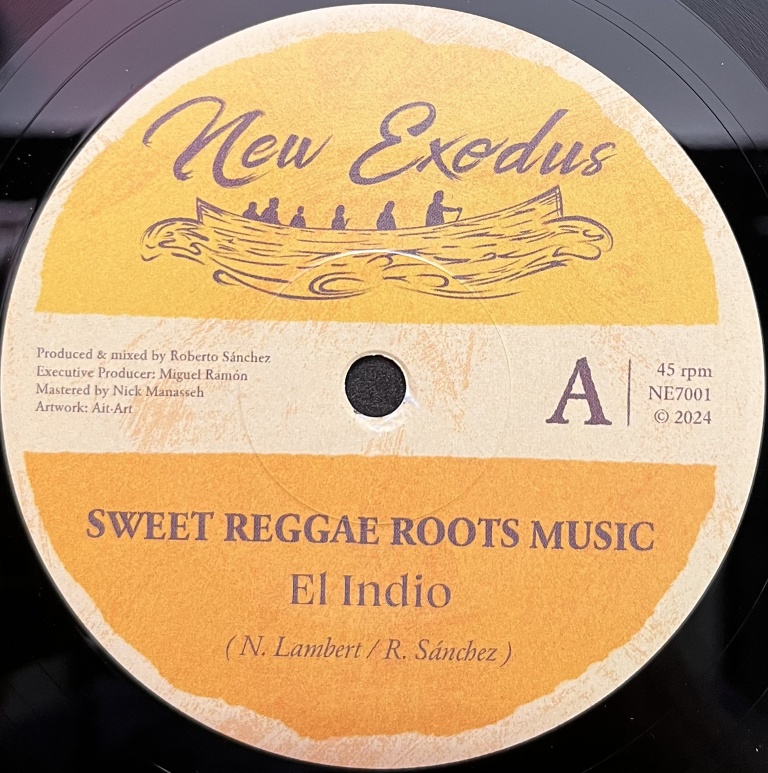 New Exodus
Produced & mixed by Roberto Sánchez
Executive Producer: Miguel Ramón
Mastered by Nick Manasseh
Artwork: Ait-Art
A
45 rpm
NE7001
© 2024
SWEET REGGAE ROOTS MUSIC
El Indio
( N. Lambert / R. Sánchez )